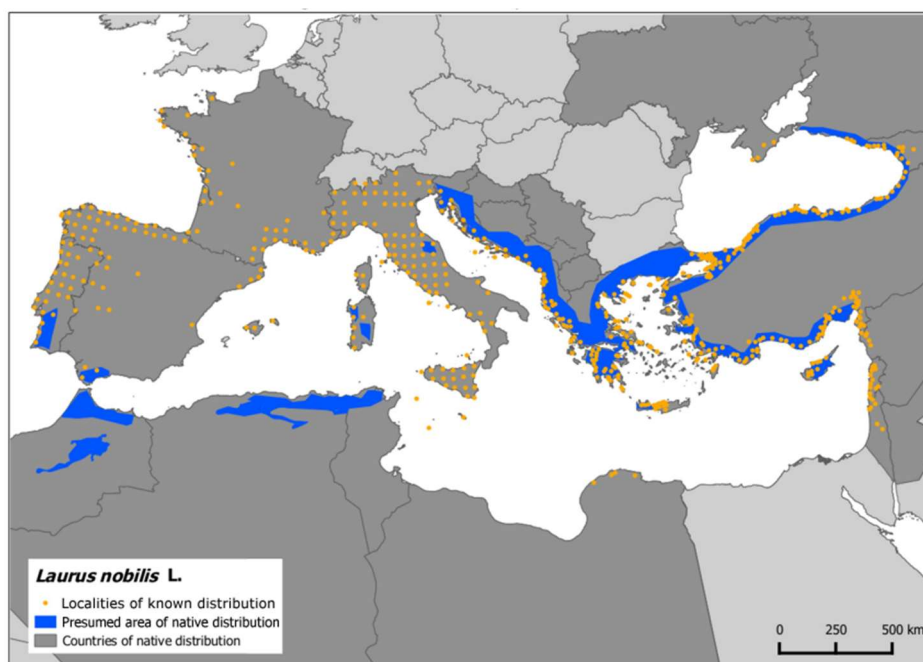 Laurus nobilis L.
Localities of known distribution
Presumed area of native distribution
Countries of native distribution
0 250 500 km